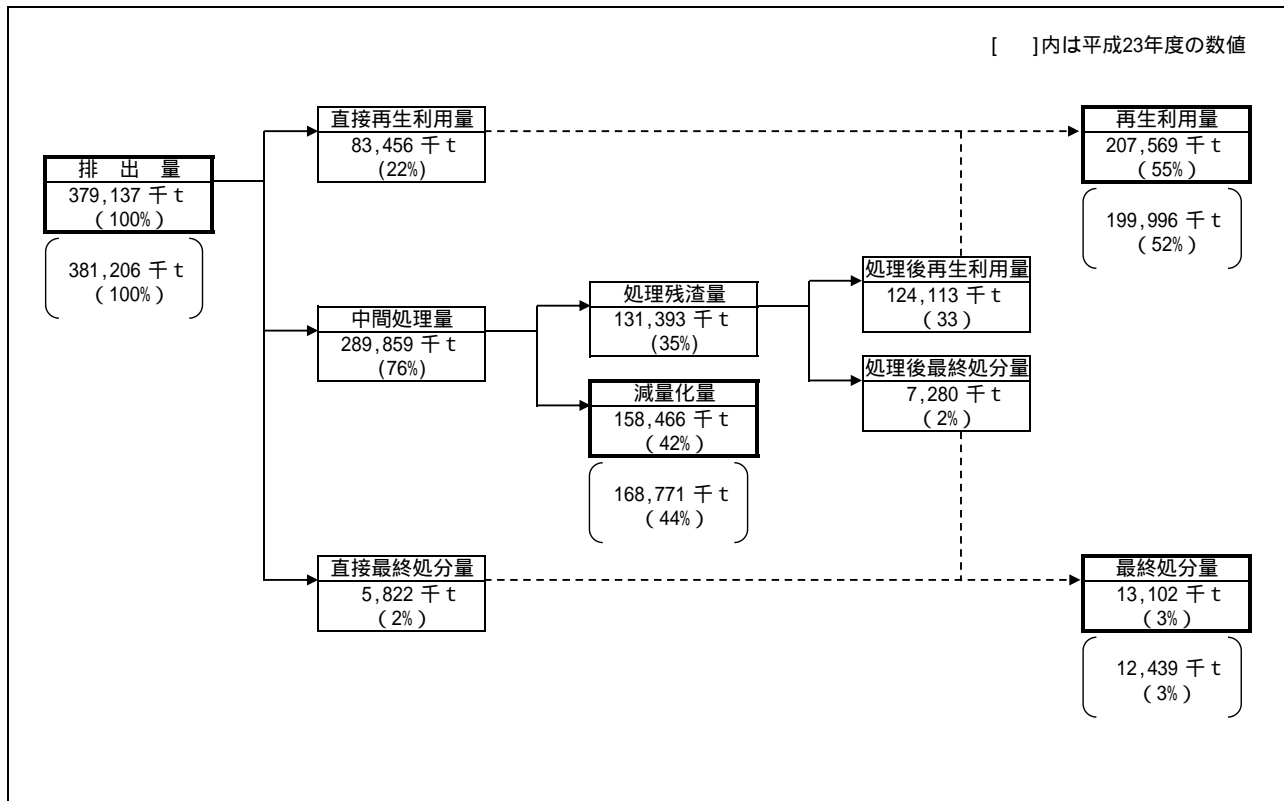 [　]内は平成23年度の数値
排　出　量
379,137 千ｔ
(100%)
381,206 千ｔ
(100%)
直接再生利用量
83,456 千ｔ
(22%)
中間処理量
289,859 千ｔ
(76%)
直接最終処分量
5,822 千ｔ
(2%)
処理残渣量
131,393 千ｔ
(35%)
減量化量
158,466 千ｔ
(42%)
168,771 千ｔ
(44%)
処理後再生利用量
124,113 千ｔ
(33)
処理後最終処分量
7,280 千ｔ
(2%)
再生利用量
207,569 千ｔ
(55%)
199,996 千ｔ
(52%)
最終処分量
13,102 千ｔ
(3%)
12,439 千ｔ
(3%)